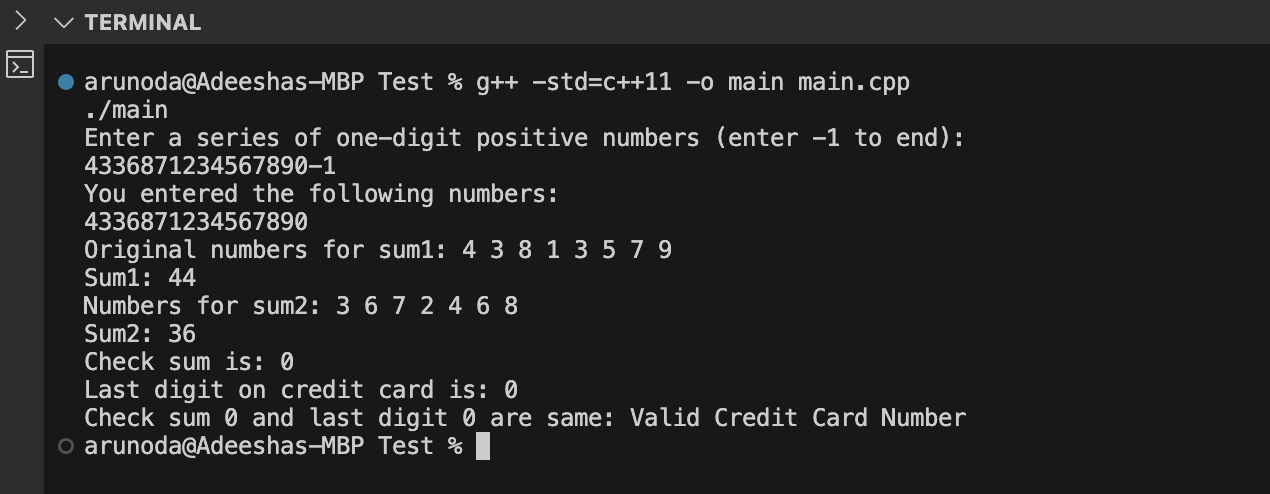 TERMINAL
arunoda@Adeeshas-MBP Test % g++ -std=c++11 -o main main.cpp
./main
Enter a series of one-digit positive numbers (enter -1 to end):
4336871234567890-1
You entered the following numbers:
4336871234567890
Original numbers for sum1: 4 3 8 1 3 5 7 9
Sum1: 44
Numbers for sum2: 3 6 7 2 4 6 8
Sum2: 36
Check sum is: 0
Last digit on credit card is: 0
Check sum 0 and last digit 0 are same: Valid Credit Card Number
arunoda@Adeeshas-MBP Test %